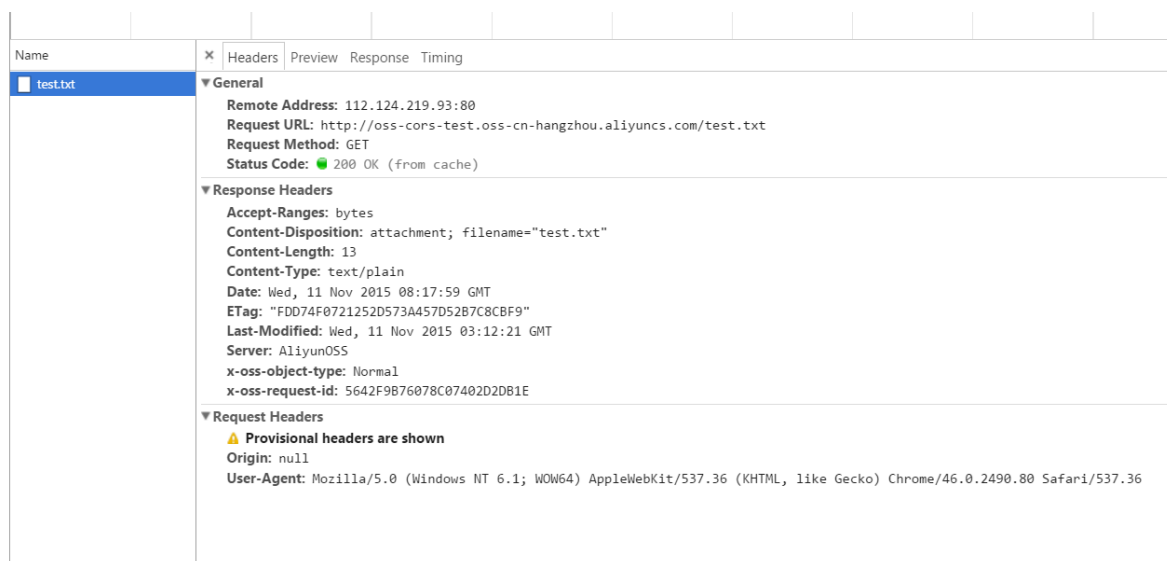 Name
× Headers Preview Response Timing
test.txt
▼General
Remote Address: 112.124.219.93:80
Request URL: http://oss-cors-test.oss-cn-hangzhou.aliyuncs.com/test.txt
Request Method: GET
Status Code: 200 OK (from cache)
▼Response Headers
Accept-Ranges: bytes
Content-Disposition: attachment; filename="test.txt"
Content-Length: 13
Content-Type: text/plain
Date: Wed, 11 Nov 2015 08:17:59 GMT
ETag: "FDD74F0721252D573A457D52B7C8CBF9"
Last-Modified: Wed, 11 Nov 2015 03:12:21 GMT
Server: AliyunOSS
x-oss-object-type: Normal
x-oss-request-id: 5642F9B76078C07402D2DB1E
▼Request Headers
Provisional headers are shown
Origin: null
User-Agent: Mozilla/5.0 (Windows NT 6.1; WOW64) AppleWebKit/537.36 (KHTML, like Gecko) Chrome/46.0.2490.80 Safari/537.36